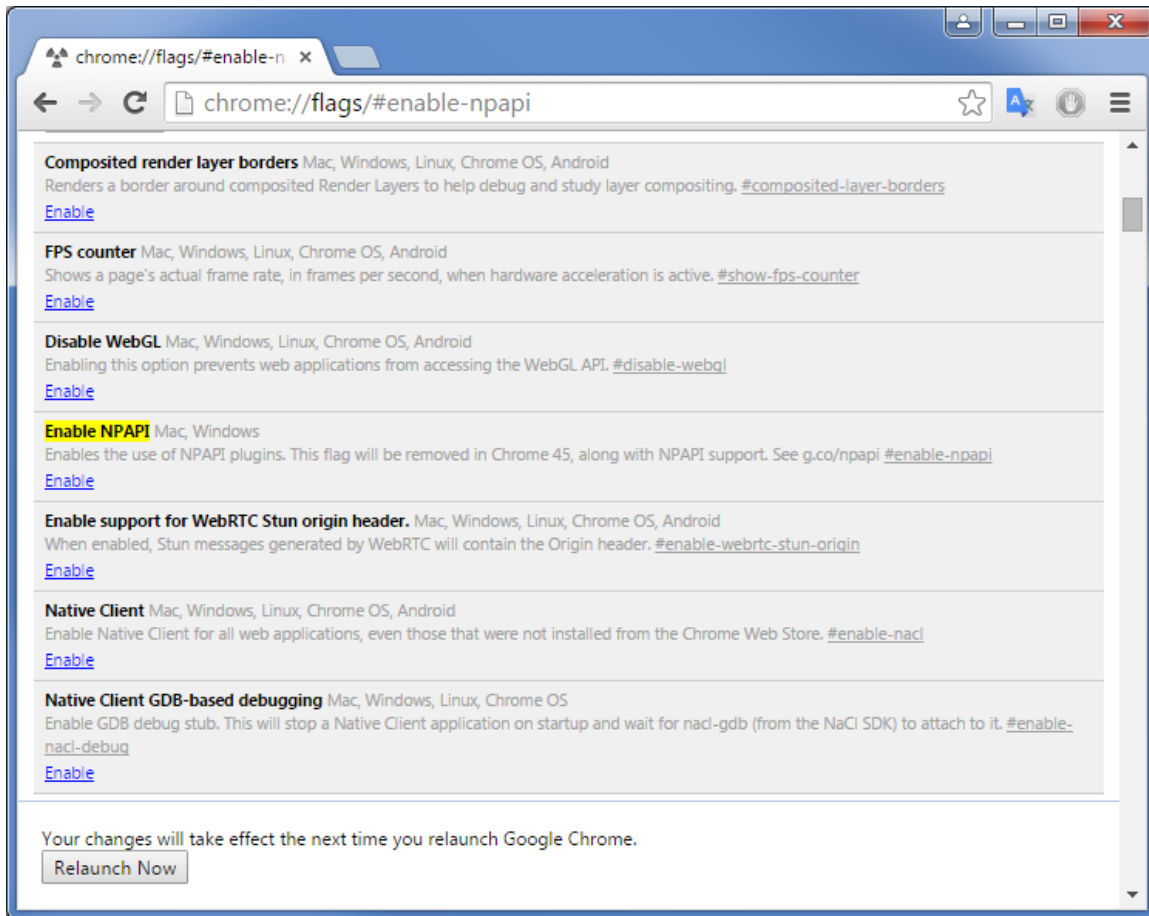 chrome://flags/#enable-n
chrome://flags/#enable-npapi
Composited render layer borders Mac, Windows, Linux, Chrome OS, Android
Renders a border around composited Render Layers to help debug and study layer compositing. #composited-layer-borders
Enable
FPS counter Mac, Windows, Linux, Chrome OS, Android
Shows a page's actual frame rate, in frames per second, when hardware acceleration is active. #show-fps-counter
Enable
Disable WebGL Mac, Windows, Linux, Chrome OS, Android
Enabling this option prevents web applications from accessing the WebGL API. #disable-webgl
Enable
Enable NPAPI Mac, Windows
Enables the use of NPAPI plugins. This flag will be removed in Chrome 45, along with NPAPI support. See g.co/npapi #enable-npapi
Enable
Enable support for WebRTC Stun origin header. Mac, Windows, Linux, Chrome OS, Android
When enabled, Stun messages generated by WebRTC will contain the Origin header. #enable-webrtc-stun-origin
Enable
Native Client Mac, Windows, Linux, Chrome OS, Android
Enable Native Client for all web applications, even those that were not installed from the Chrome Web Store. #enable-nacl
Enable
Native Client GDB-based debugging Mac, Windows, Linux, Chrome OS
Enable GDB debug stub. This will stop a Native Client application on startup and wait for nacl-gdb (from the NaCl SDK) to attach to it. #enable-
nacl-debug
Enable
Your changes will take effect the next time you relaunch Google Chrome.
Relaunch Now